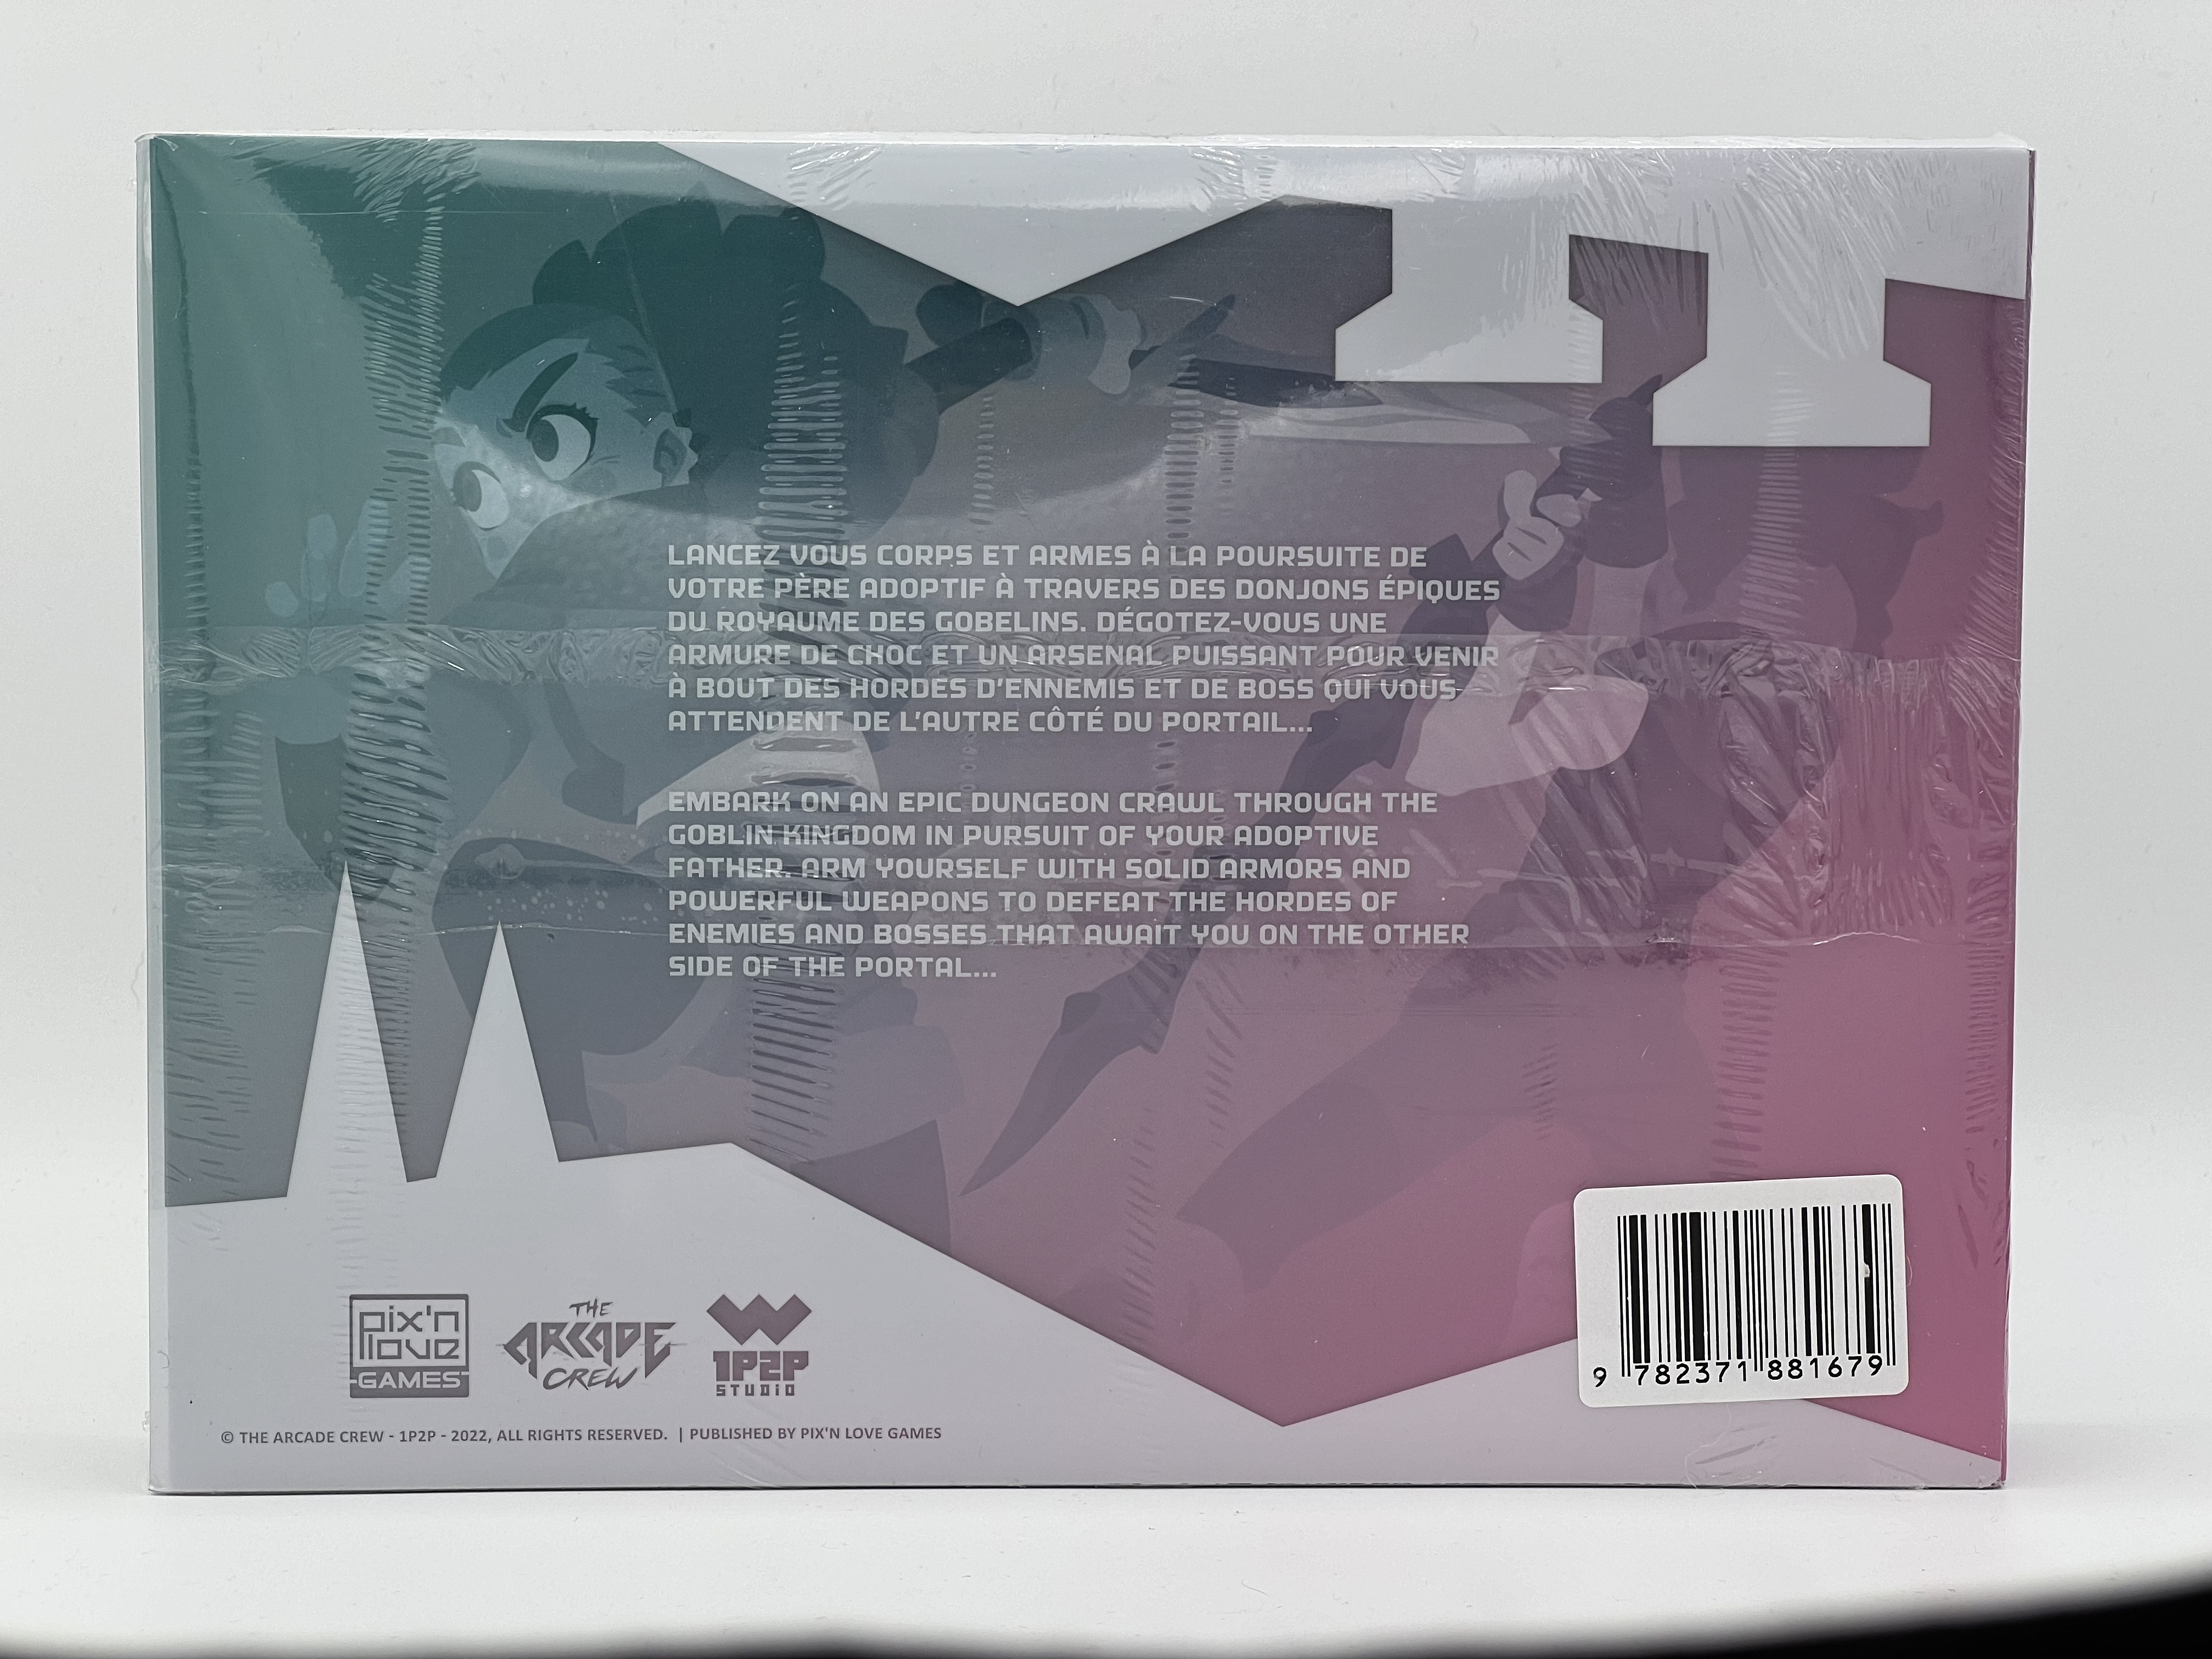 LANCEZ VOUS CORPS ET ARMES À LA POURSUITE DE
VOTRE PÈRE ADOPTIF À TRAVERS DES DONJONS ÉPIQUES
DU ROYAUME DES GOBELINS. DÉGOTEZ-VOUS UNE
ARMURE DE CHOC ET UN ARSENAL PUISSANT POUR VENIR
À BOUT DES HORDES D'ENNEMIS ET DE BOSS QUI VOUS
ATTENDENT DE L'AUTRE CÔTÉ DU PORTAIL...
EMBARK ON AN EPIC DUNGEON CRAWL THROUGH THE
GOBLIN KINGDOM IN PURSUIT OF YOUR ADOPTIVE
FATHER. ARM YOURSELF WITH SOLID ARMORS AND
POWERFUL WEAPONS TO DEFEAT THE HORDES OF
ENEMIES AND BOSSES THAT AWAIT YOU ON THE OTHER
SIDE OF THE PORTAL...
pix'n
love
GAMES
THE
ARCADE
CREW
1P2P
STUDIO
9 782371 881679
© THE ARCADE CREW - 1P2P - 2022, ALL RIGHTS RESERVED. | PUBLISHED BY PIX'N LOVE GAMES